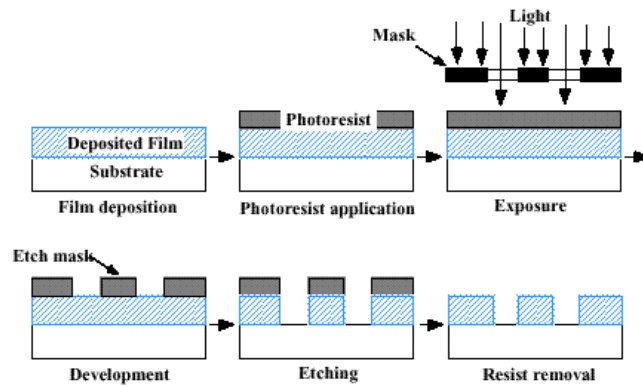 Light
Mask
Photoresist
Deposited Film
Substrate
Film deposition
Photoresist application
Exposure
Etch mask
Development
Etching
Resist removal